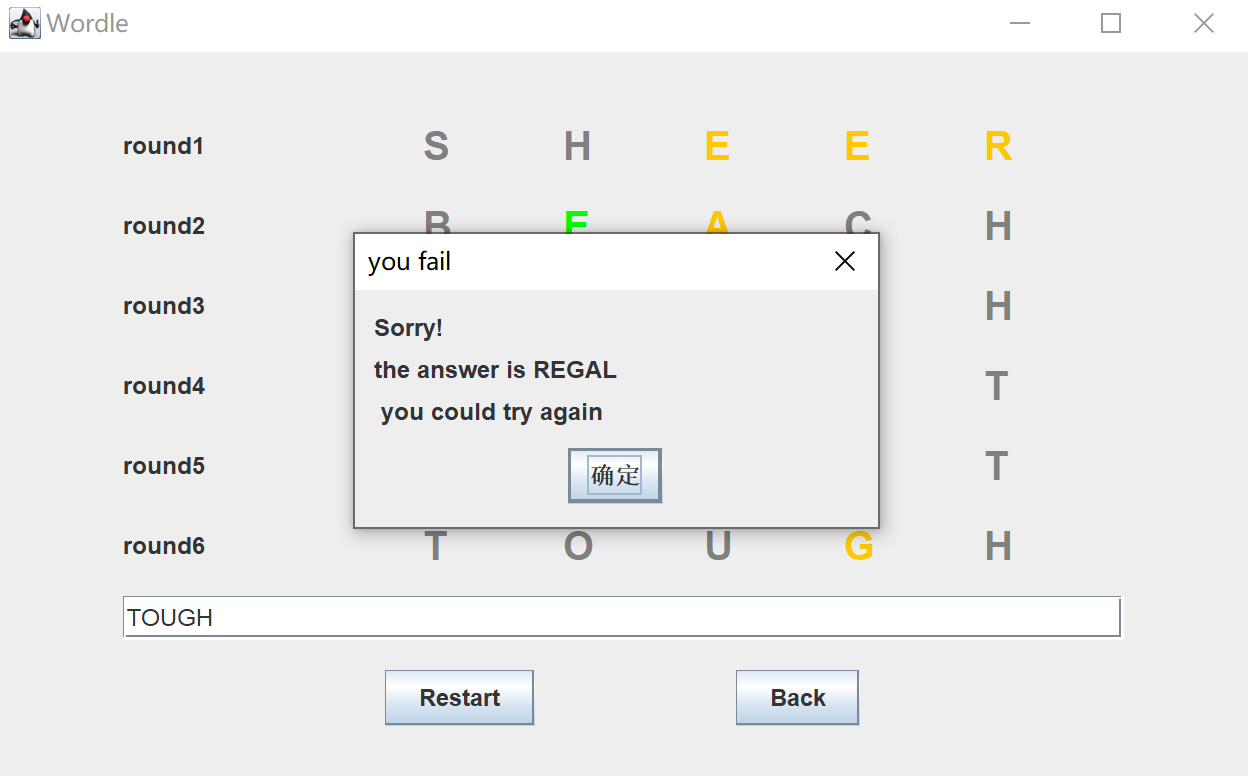 Wordle
round1 S H E E R
round2 B E A C H
you fail
round3 H
Sorry!
the answer is REGAL
round4 T
you could try again
round5 T
确定
round6 T O U G H
TOUGH
Restart Back